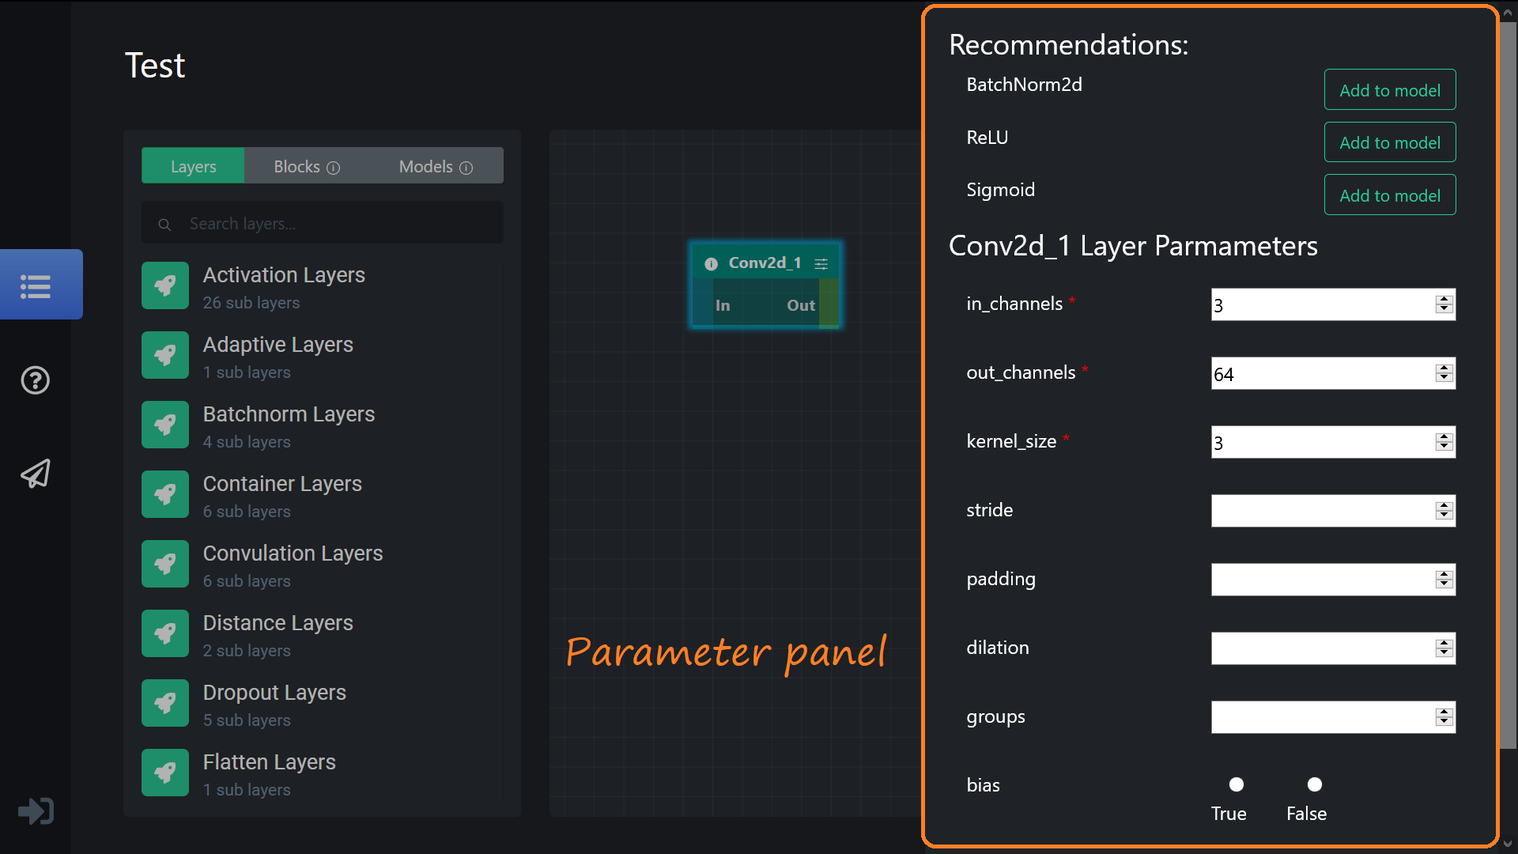 Test
Layers
Blocks
Models
Search layers...
Activation Layers
26 sub layers
Adaptive Layers
1 sub layers
Batchnorm Layers
4 sub layers
Container Layers
6 sub layers
Convulation Layers
6 sub layers
Distance Layers
2 sub layers
Dropout Layers
5 sub layers
Flatten Layers
1 sub layers
Conv2d_1
In Out
Parameter panel
Recommendations:
BatchNorm2d Add to model
ReLU Add to model
Sigmoid Add to model
Conv2d_1 Layer Parmameters
in_channels * 3
out_channels * 64
kernel_size * 3
stride
padding
dilation
groups
bias
True False